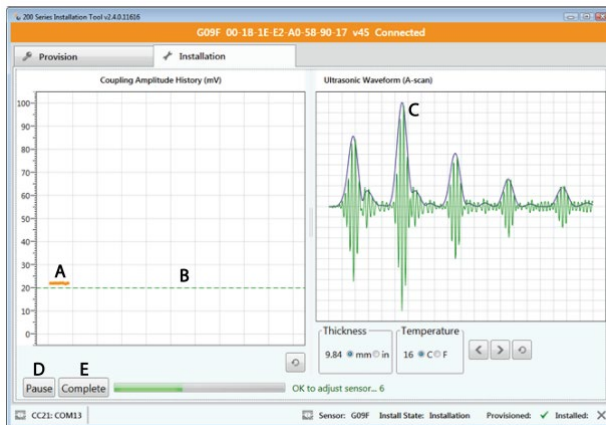 200 Series Installation Tool v2.4.0.11616
G09F 00-1B-1E-E2-A0-5B-90-17 v45 Connected
Provision
Installation
Coupling Amplitude History (mV)
Ultrasonic Waveform (A-scan)
100
90
80
70
60
50
40
30
20
10
0
A
B
C
Thickness
9.84 mm in
Temperature
16 C F
D
E
Pause
Complete
OK to adjust sensor... 6
CC21: COM13
Sensor: G09F Install State: Installation Provisioned: ✓ Installed: X